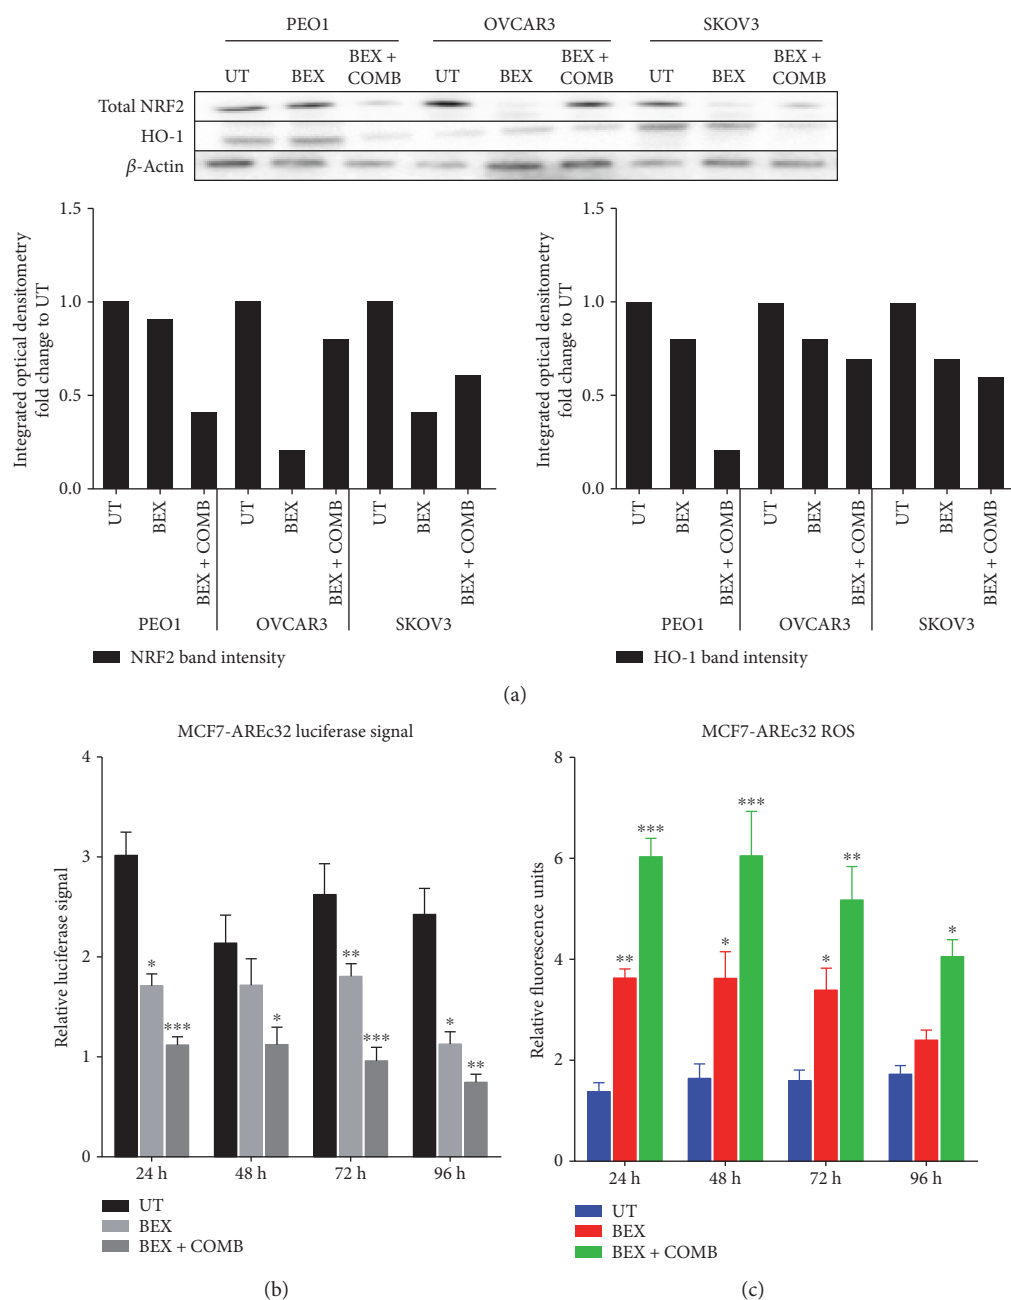 PEO1 OVCAR3 SKOV3
UT BEX BEX + COMB UT BEX BEX + COMB UT BEX BEX + COMB
Total NRF2
HO-1
β-Actin
Integrated optical densitometry
fold change to UT
1.5
1.0
0.5
0.0
UT BEX BEX + COMB UT BEX BEX + COMB UT BEX BEX + COMB
PEO1 OVCAR3 SKOV3
NRF2 band intensity
Integrated optical densitometry
fold change to UT
1.5
1.0
0.5
0.0
UT BEX BEX + COMB UT BEX BEX + COMB UT BEX BEX + COMB
PEO1 OVCAR3 SKOV3
HO-1 band intensity
(a)
MCF7-AREc32 luciferase signal
Relative luciferase signal
4
3
2
1
0
* *** * ** *** * **
24 h 48 h 72 h 96 h
UT
BEX
BEX + COMB
(b)
MCF7-AREc32 ROS
Relative fluorescence units
8
6
4
2
0
** *** * *** * ** *
24 h 48 h 72 h 96 h
UT
BEX
BEX + COMB
(c)